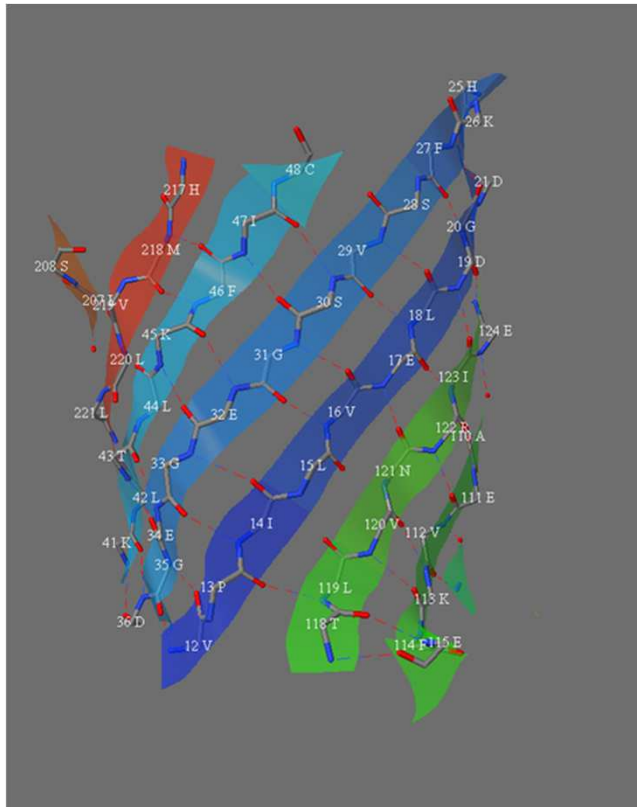 25 H
26 K
27 F
48 C
217 H
21 D
28 S
47 I
20 G
208 S
218 M
29 V
19 D
46 F
219 V
30 S
18 L
124 E
45 K
31 G
17 E
220 L
123 I
44 L
32 E
16 V
221 L
122 R
110 A
43 T
33 G
15 L
121 N
42 L
111 E
34 E
14 I
120 V
112 V
41 K
35 G
13 P
119 L
113 K
36 D
118 T
12 V
114 F
115 E